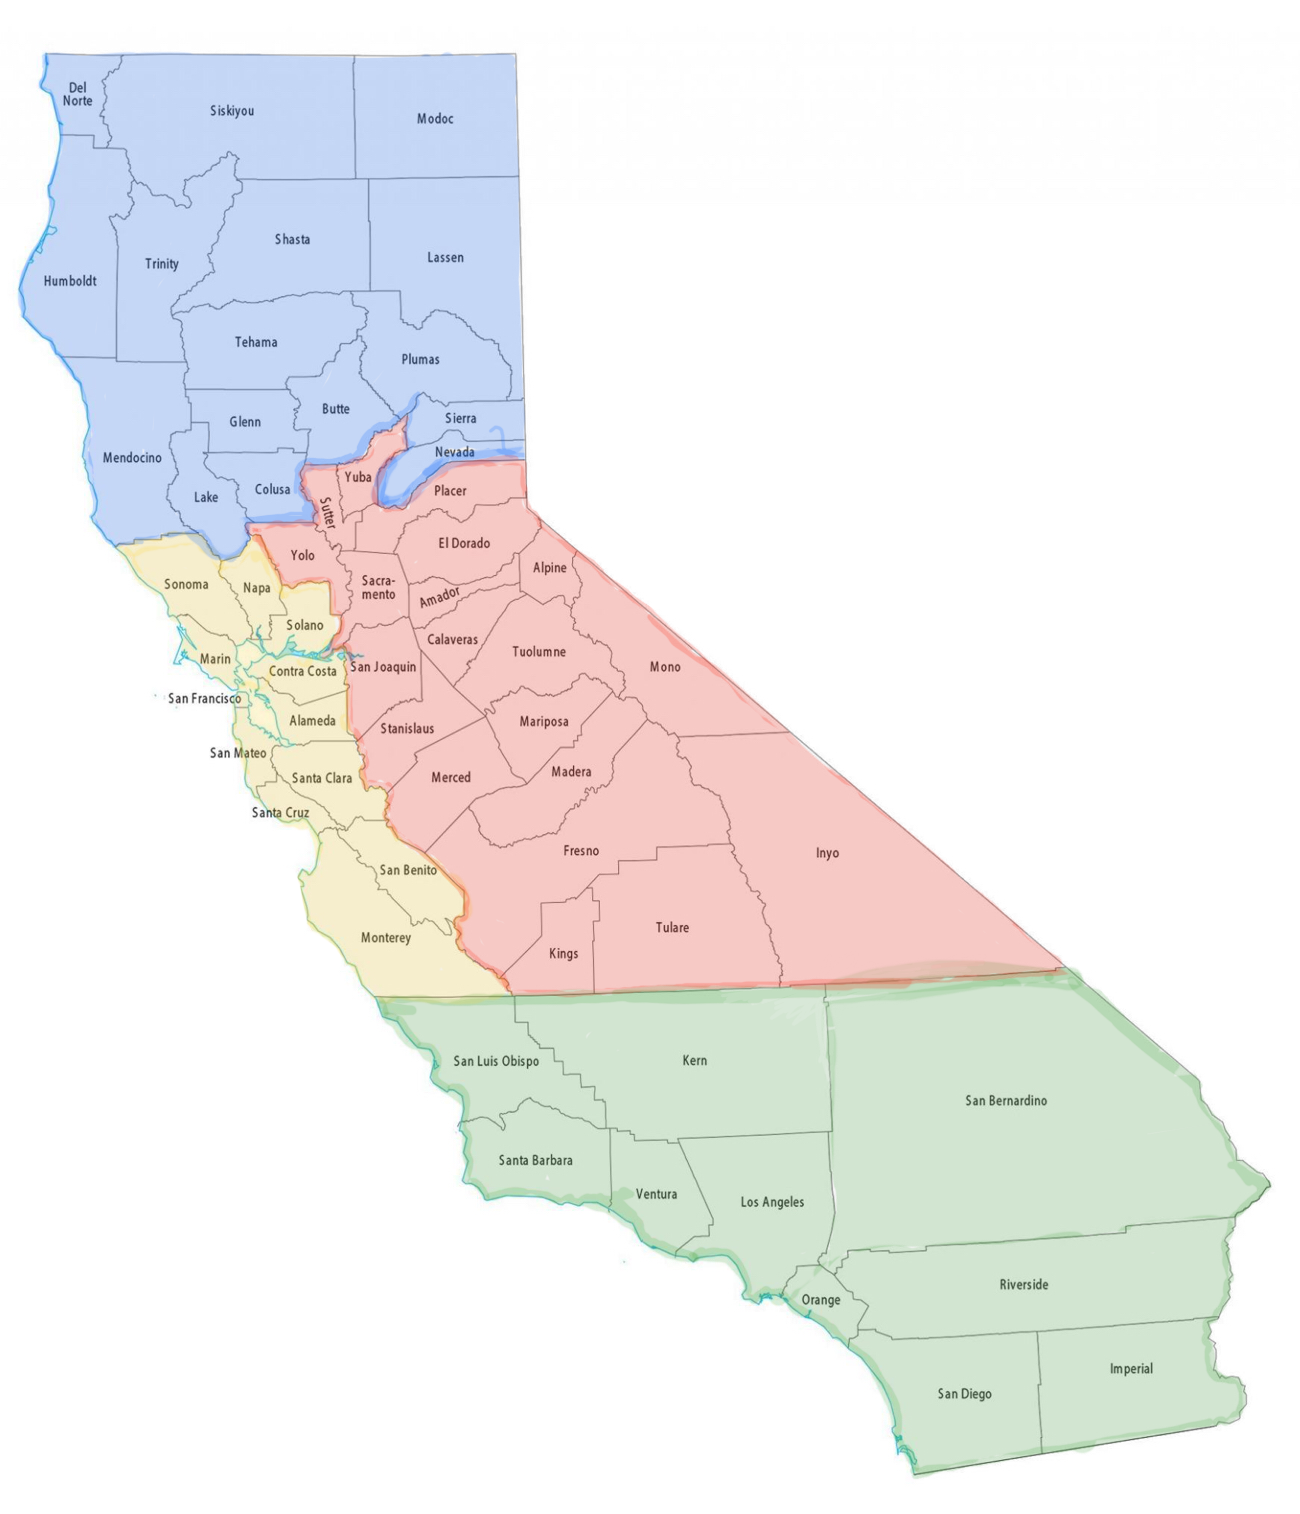 Del
Norte
Siskiyou
Modoc
Shasta
Lassen
Trinity
Humboldt
Tehama
Plumas
Butte
Glenn
Sierra
Mendocino
Nevada
Colusa
Lake
Yuba
Placer
Sutter
El Dorado
Yolo
Alpine
Sacra-
mento
Sonoma
Napa
Amador
Solano
Calaveras
Tuolumne
Marin
San Joaquin
Mono
Contra Costa
San Francisco
Alameda
Stanislaus
Mariposa
San Mateo
Santa Clara
Merced
Madera
Santa Cruz
Fresno
Inyo
San Benito
Tulare
Monterey
Kings
San Luis Obispo
Kern
San Bernardino
Santa Barbara
Ventura
Los Angeles
Riverside
Orange
Imperial
San Diego